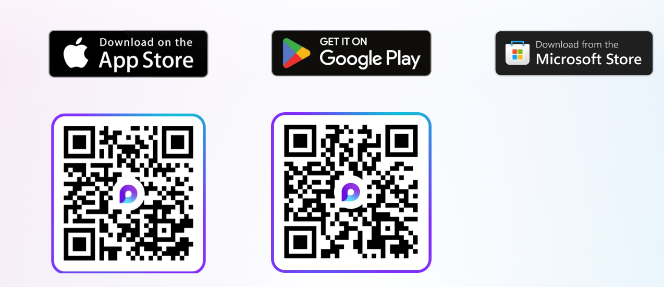 Download on the
App Store
GET IT ON
Google Play
Download from the
Microsoft Store